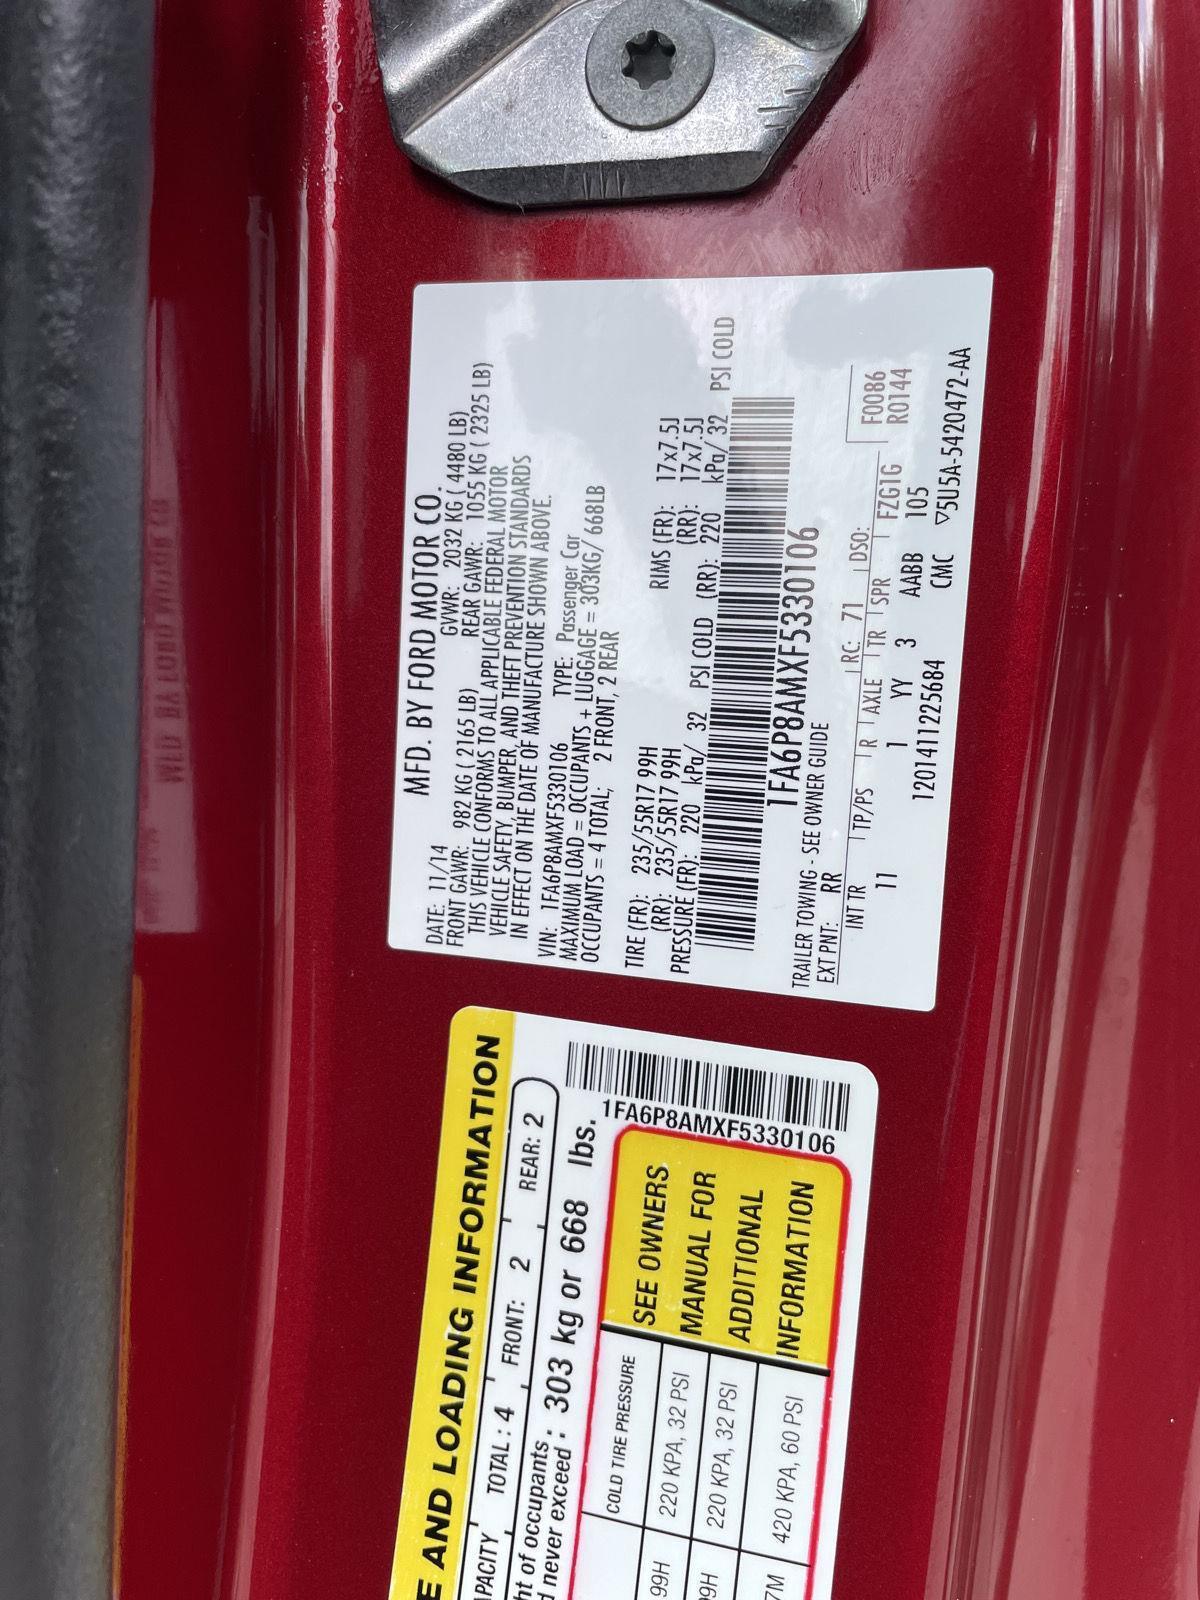 MFD. BY FORD MOTOR CO.
DATE: 11/14 GVWR: 2032 KG ( 4480 LB)
FRONT GAWR: 982 KG ( 2165 LB) REAR GAWR: 1055 KG ( 2325 LB)
THIS VEHICLE CONFORMS TO ALL APPLICABLE FEDERAL MOTOR
VEHICLE SAFETY, BUMPER, AND THEFT PREVENTION STANDARDS
IN EFFECT ON THE DATE OF MANUFACTURE SHOWN ABOVE.
VIN: 1FA6P8AMXF5330106 TYPE: Passenger Car
MAXIMUM LOAD = OCCUPANTS + LUGGAGE = 303KG/ 668LB
OCCUPANTS = 4 TOTAL; 2 FRONT, 2 REAR
TIRE (FR): 235/55R17 99H RIMS (FR): 17x7.5J
(RR): 235/55R17 99H (RR): 17x7.5J
PRESSURE (FR): 220 kPa/ 32 PSI COLD (RR): 220 kPa/ 32 PSI COLD
1FA6P8AMXF5330106
TRAILER TOWING - SEE OWNER GUIDE
EXT PNT: RR RC: 71 DSO: F0086
INT TR TP/PS R AXLE TR SPR FZG1G R0144
11 1 YY 3 AABB 105
1201411225684 CMC ▽5U5A-5420472-AA
E AND LOADING INFORMATION
APACITY TOTAL : 4 FRONT: 2 REAR: 2
ht of occupants
d never exceed : 303 kg or 668 lbs.
1FA6P8AMXF5330106
COLD TIRE PRESSURE
99H 220 KPA, 32 PSI
99H 220 KPA, 32 PSI
7M 420 KPA, 60 PSI
SEE OWNERS
MANUAL FOR
ADDITIONAL
INFORMATION